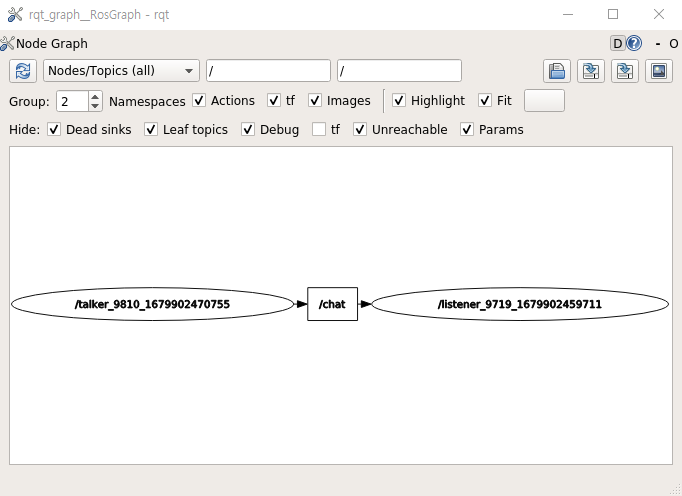 rqt_graph__RosGraph - rqt
Node Graph D - O
Nodes/Topics (all) / /
Group: 2 Namespaces Actions tf Images Highlight Fit
Hide: Dead sinks Leaf topics Debug tf Unreachable Params
/talker_9810_1679902470755 /chat /listener_9719_1679902459711